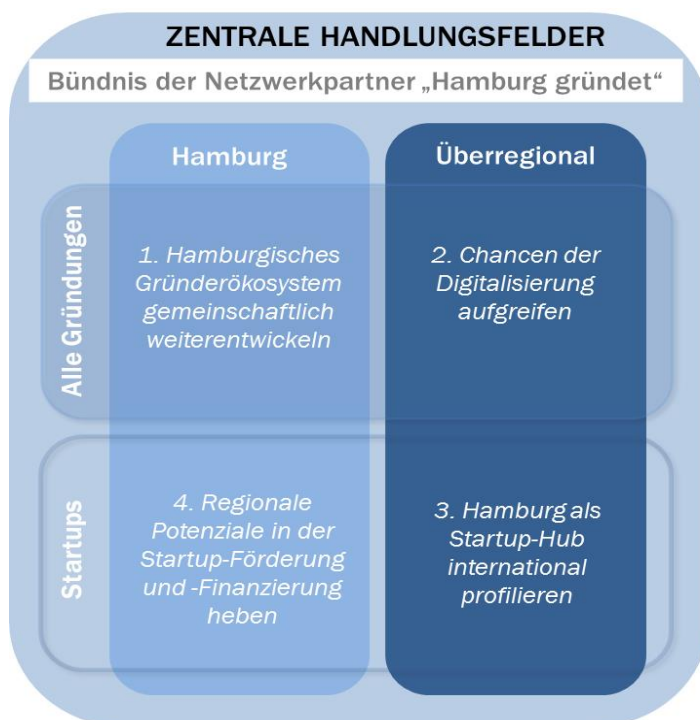 ZENTRALE HANDLUNGSFELDER
Bündnis der Netzwerkpartner „Hamburg gründet“
Hamburg
Überregional
Alle Gründungen
1. Hamburgisches
Gründerökosystem
gemeinschaftlich
weiterentwickeln
2. Chancen der
Digitalisierung
aufgreifen
Startups
4. Regionale
Potenziale in der
Startup-Förderung
und -Finanzierung
heben
3. Hamburg als
Startup-Hub
international
profilieren